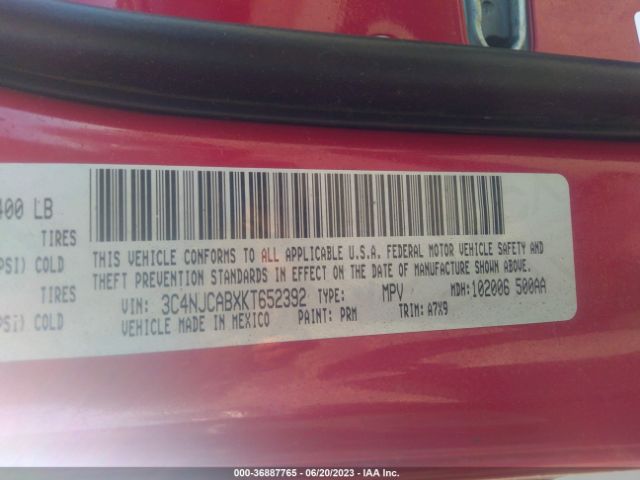 400 LB
TIRES
PSI) COLD
TIRES
PSI) COLD
THIS VEHICLE CONFORMS TO ALL APPLICABLE U.S.A. FEDERAL MOTOR VEHICLE SAFETY AND
THEFT PREVENTION STANDARDS IN EFFECT ON THE DATE OF MANUFACTURE SHOWN ABOVE.
VIN: 3C4NJCABXKT652392 TYPE: MPV MDH:102006 500AA
VEHICLE MADE IN MEXICO PAINT: PRM TRIM: A7X9
000-36887765 - 06/20/2023 - IAA Inc.